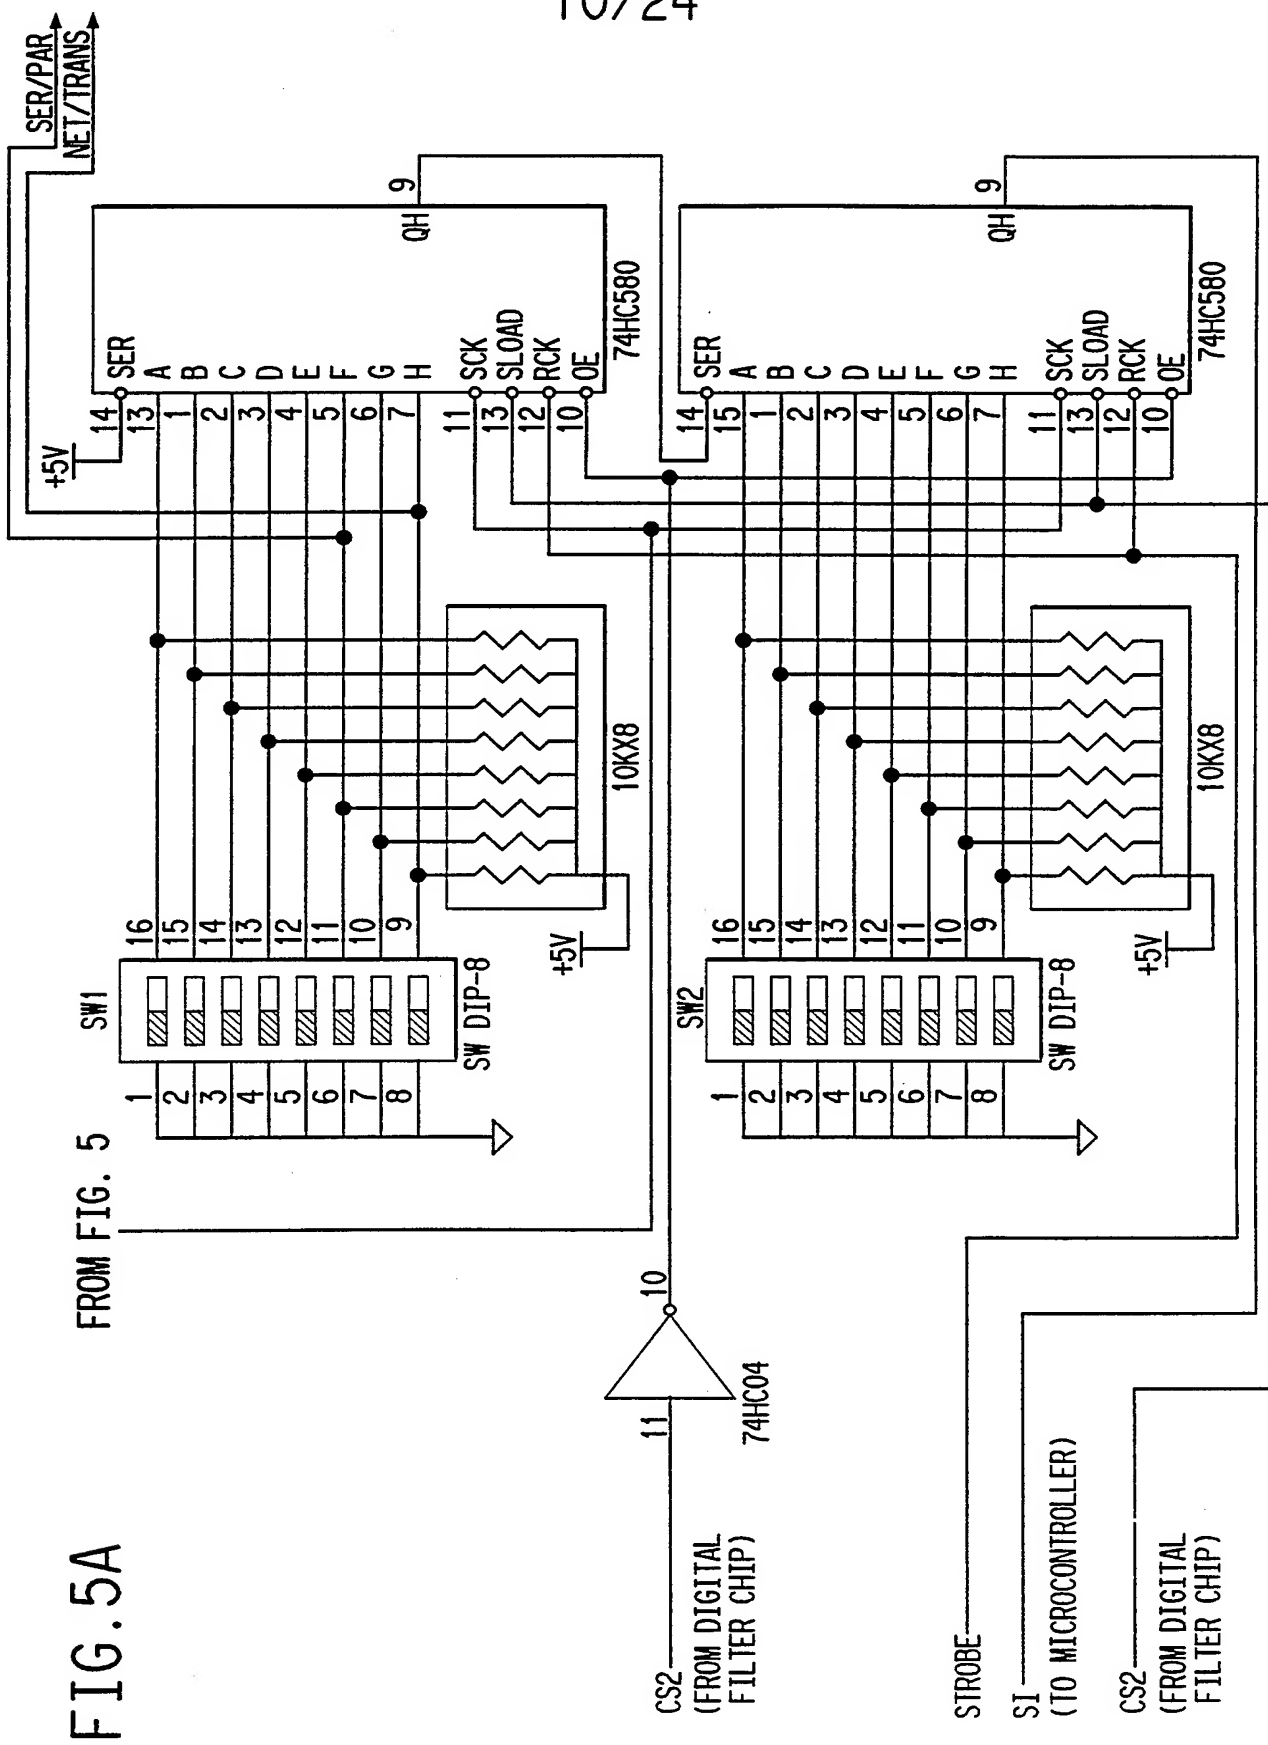 10/24
FIG.5A
FROM FIG. 5
SER/PAR
NET/TRANS
SW1
1
2
3
4
5
6
7
8
16
15
14
13
12
11
10
9
SW DIP-8
+5V
10KX8
+5V
14
13
1
2
3
4
5
6
7
11
13
12
10
SER
A
B
C
D
E
F
G
H
SCK
SLOAD
RCK
OE
QH
9
74HC580
CS2
(FROM DIGITAL
FILTER CHIP)
11
10
74HC04
SW2
1
2
3
4
5
6
7
8
16
15
14
13
12
11
10
9
SW DIP-8
+5V
10KX8
14
15
1
2
3
4
5
6
7
11
13
12
10
SER
A
B
C
D
E
F
G
H
SCK
SLOAD
RCK
OE
QH
9
74HC580
STROBE
SI
(TO MICROCONTROLLER)
CS2
(FROM DIGITAL
FILTER CHIP)